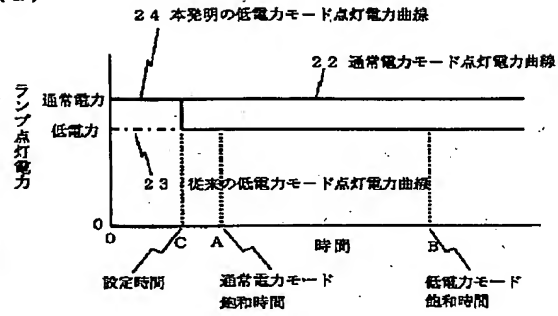 ２４ 本発明の低電力モード点灯電力曲線
２２ 通常電力モード点灯電力曲線
ランプ点灯電力
通常電力
低電力
２３ 従来の低電力モード点灯電力曲線
0
0
C
A
時間
B
設定時間
通常電力モード
飽和時間
低電力モード
飽和時間